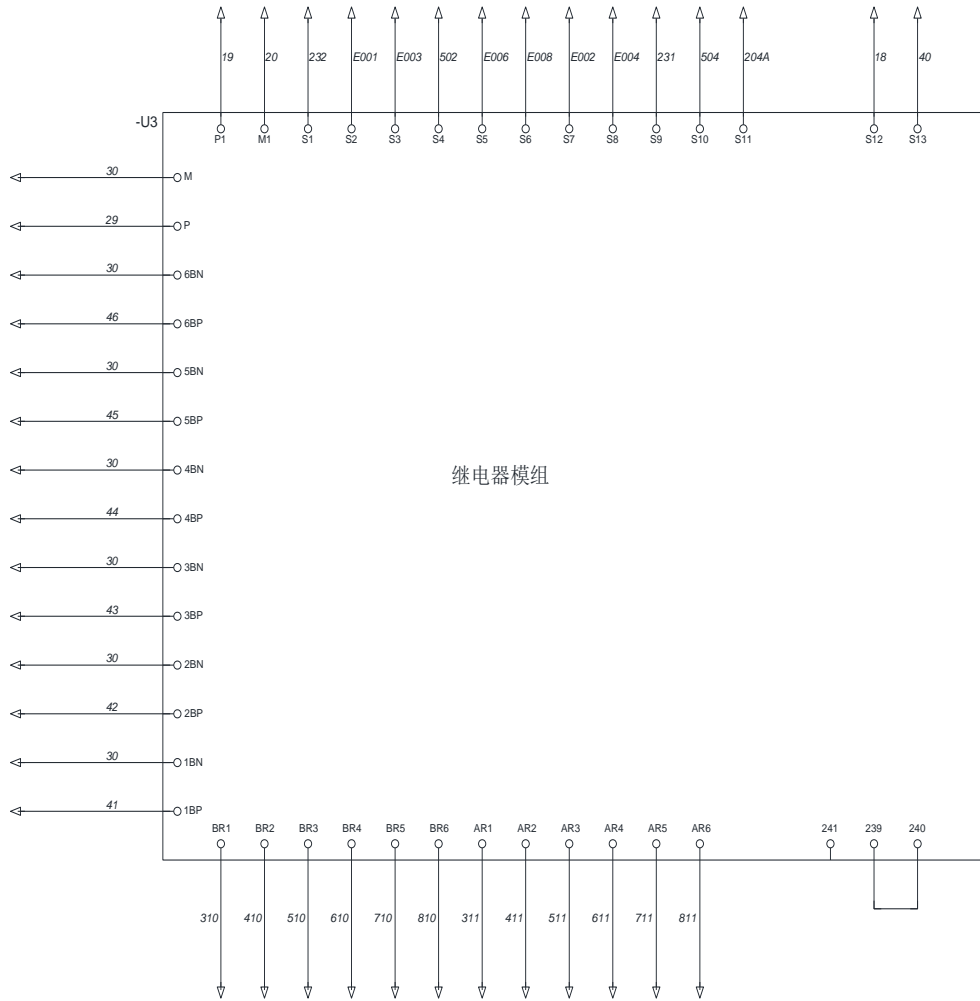 19 20 232 E001 E003 502 E006 E008 E002 E004 231 504 204A 18 40
-U3
P1 M1 S1 S2 S3 S4 S5 S6 S7 S8 S9 S10 S11 S12 S13
30 M
29 P
30 6BN
46 6BP
30 5BN
45 5BP
30 4BN
继电器模组
44 4BP
30 3BN
43 3BP
30 2BN
42 2BP
30 1BN
41 1BP
BR1 BR2 BR3 BR4 BR5 BR6 AR1 AR2 AR3 AR4 AR5 AR6 241 239 240
310 410 510 610 710 810 311 411 511 611 711 811